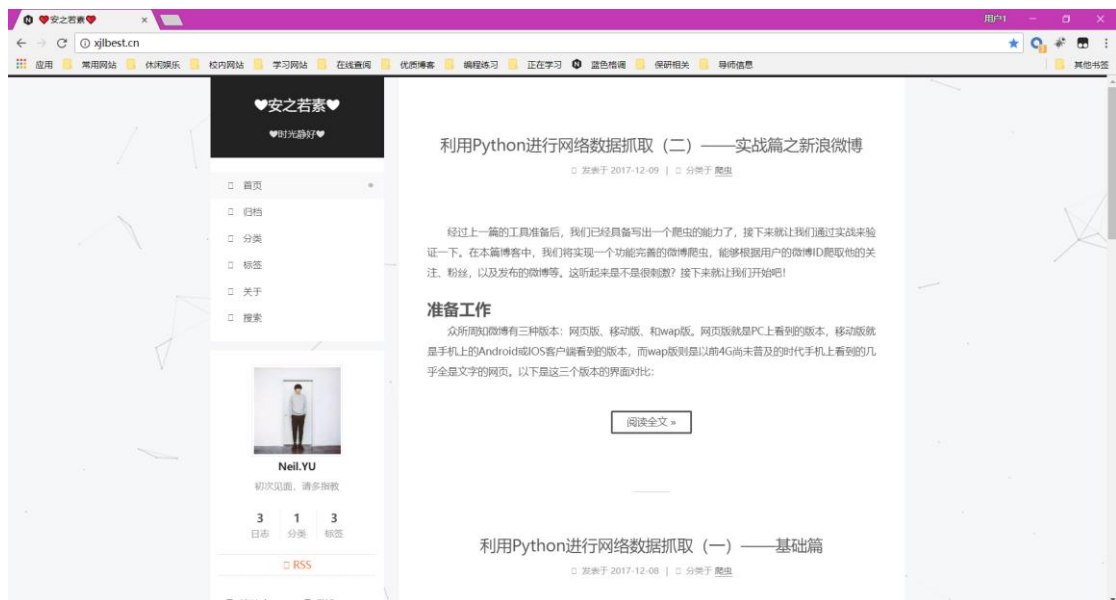 ❤安之若素❤
用户1
xjlbest.cn
应用 常用网站 休闲娱乐 校内网站 学习网站 在线查阅 优质博客 编程练习 正在学习 蓝色格调 保研相关 导师信息 其他书签
❤安之若素❤
❤时光静好❤
首页
归档
分类
标签
关于
搜索
Neil.YU
初次见面，请多指教
3 1 3
日志 分类 标签
RSS
利用Python进行网络数据抓取（二）——实战篇之新浪微博
发表于 2017-12-09 | 分类于 爬虫
经过上一篇的工具准备后，我们已经具备写出一个爬虫的能力了，接下来就让我们通过实战来验
证一下。在本篇博客中，我们将实现一个功能完善的微博爬虫，能够根据用户的微博ID爬取他的关
注、粉丝，以及发布的微博等。这听起来是不是很刺激？接下来就让我们开始吧！
准备工作
众所周知微博有三种版本：网页版、移动版、和wap版。网页版就是PC上看到的版本，移动版就
是手机上的Android或IOS客户端看到的版本，而wap版则是以前4G尚未普及的时代手机上看到的几
乎全是文字的网页。以下是这三个版本的界面对比：
阅读全文 »
利用Python进行网络数据抓取（一）——基础篇
发表于 2017-12-08 | 分类于 爬虫